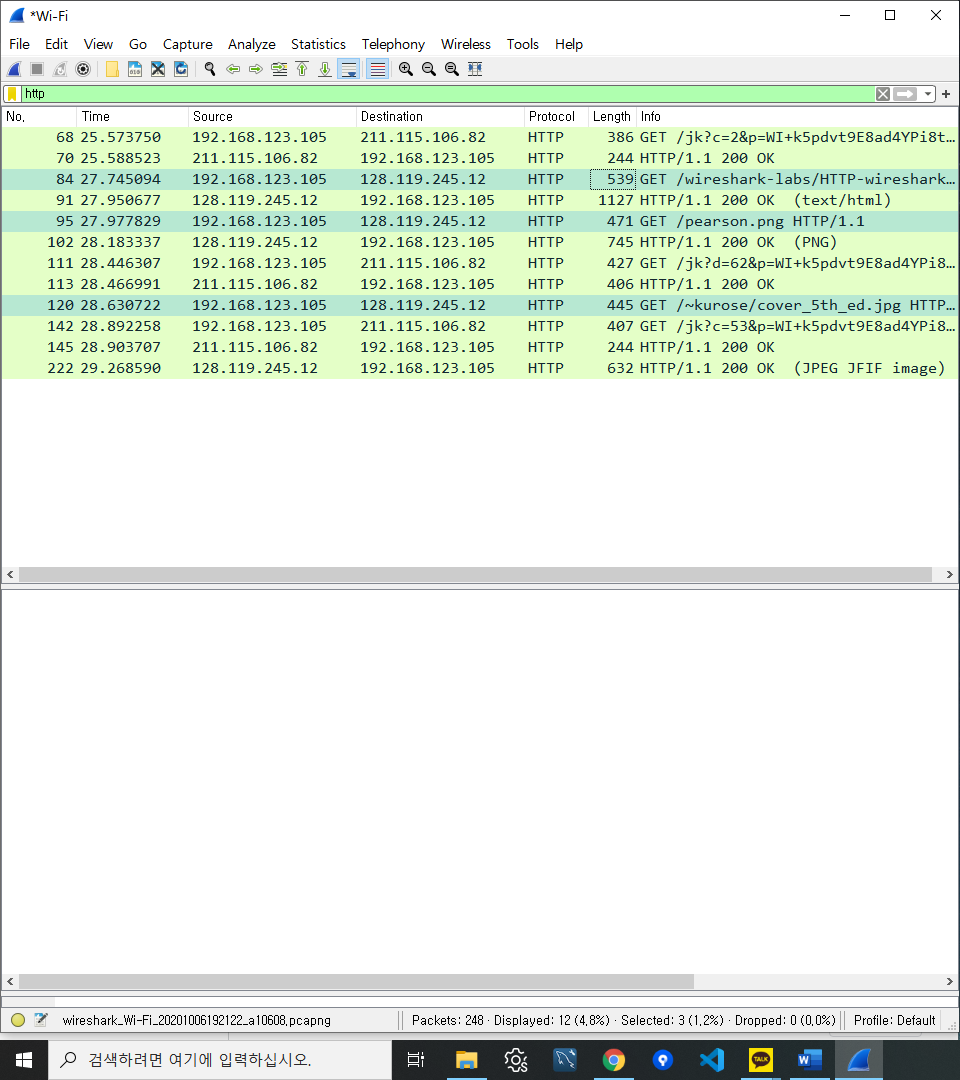 *Wi-Fi
File Edit View Go Capture Analyze Statistics Telephony Wireless Tools Help
http
No. Time Source Destination Protocol Length Info
68 25.573750 192.168.123.105 211.115.106.82 HTTP 386 GET /jk?c=2&p=WI+k5pdvt9E8ad4YPi8t…
70 25.588523 211.115.106.82 192.168.123.105 HTTP 244 HTTP/1.1 200 OK
84 27.745094 192.168.123.105 128.119.245.12 HTTP 539 GET /wireshark-labs/HTTP-wireshark…
91 27.950677 128.119.245.12 192.168.123.105 HTTP 1127 HTTP/1.1 200 OK (text/html)
95 27.977829 192.168.123.105 128.119.245.12 HTTP 471 GET /pearson.png HTTP/1.1
102 28.183337 128.119.245.12 192.168.123.105 HTTP 745 HTTP/1.1 200 OK (PNG)
111 28.446307 192.168.123.105 211.115.106.82 HTTP 427 GET /jk?d=62&p=WI+k5pdvt9E8ad4YPi8…
113 28.466991 211.115.106.82 192.168.123.105 HTTP 406 HTTP/1.1 200 OK
120 28.630722 192.168.123.105 128.119.245.12 HTTP 445 GET /~kurose/cover_5th_ed.jpg HTTP…
142 28.892258 192.168.123.105 211.115.106.82 HTTP 407 GET /jk?c=53&p=WI+k5pdvt9E8ad4YPi8…
145 28.903707 211.115.106.82 192.168.123.105 HTTP 244 HTTP/1.1 200 OK
222 29.268590 128.119.245.12 192.168.123.105 HTTP 632 HTTP/1.1 200 OK (JPEG JFIF image)
wireshark_Wi-Fi_20201006192122_a10608.pcapng Packets: 248 · Displayed: 12 (4.8%) · Selected: 3 (1.2%) · Dropped: 0 (0.0%) Profile: Default
검색하려면 여기에 입력하십시오.
TALK
W